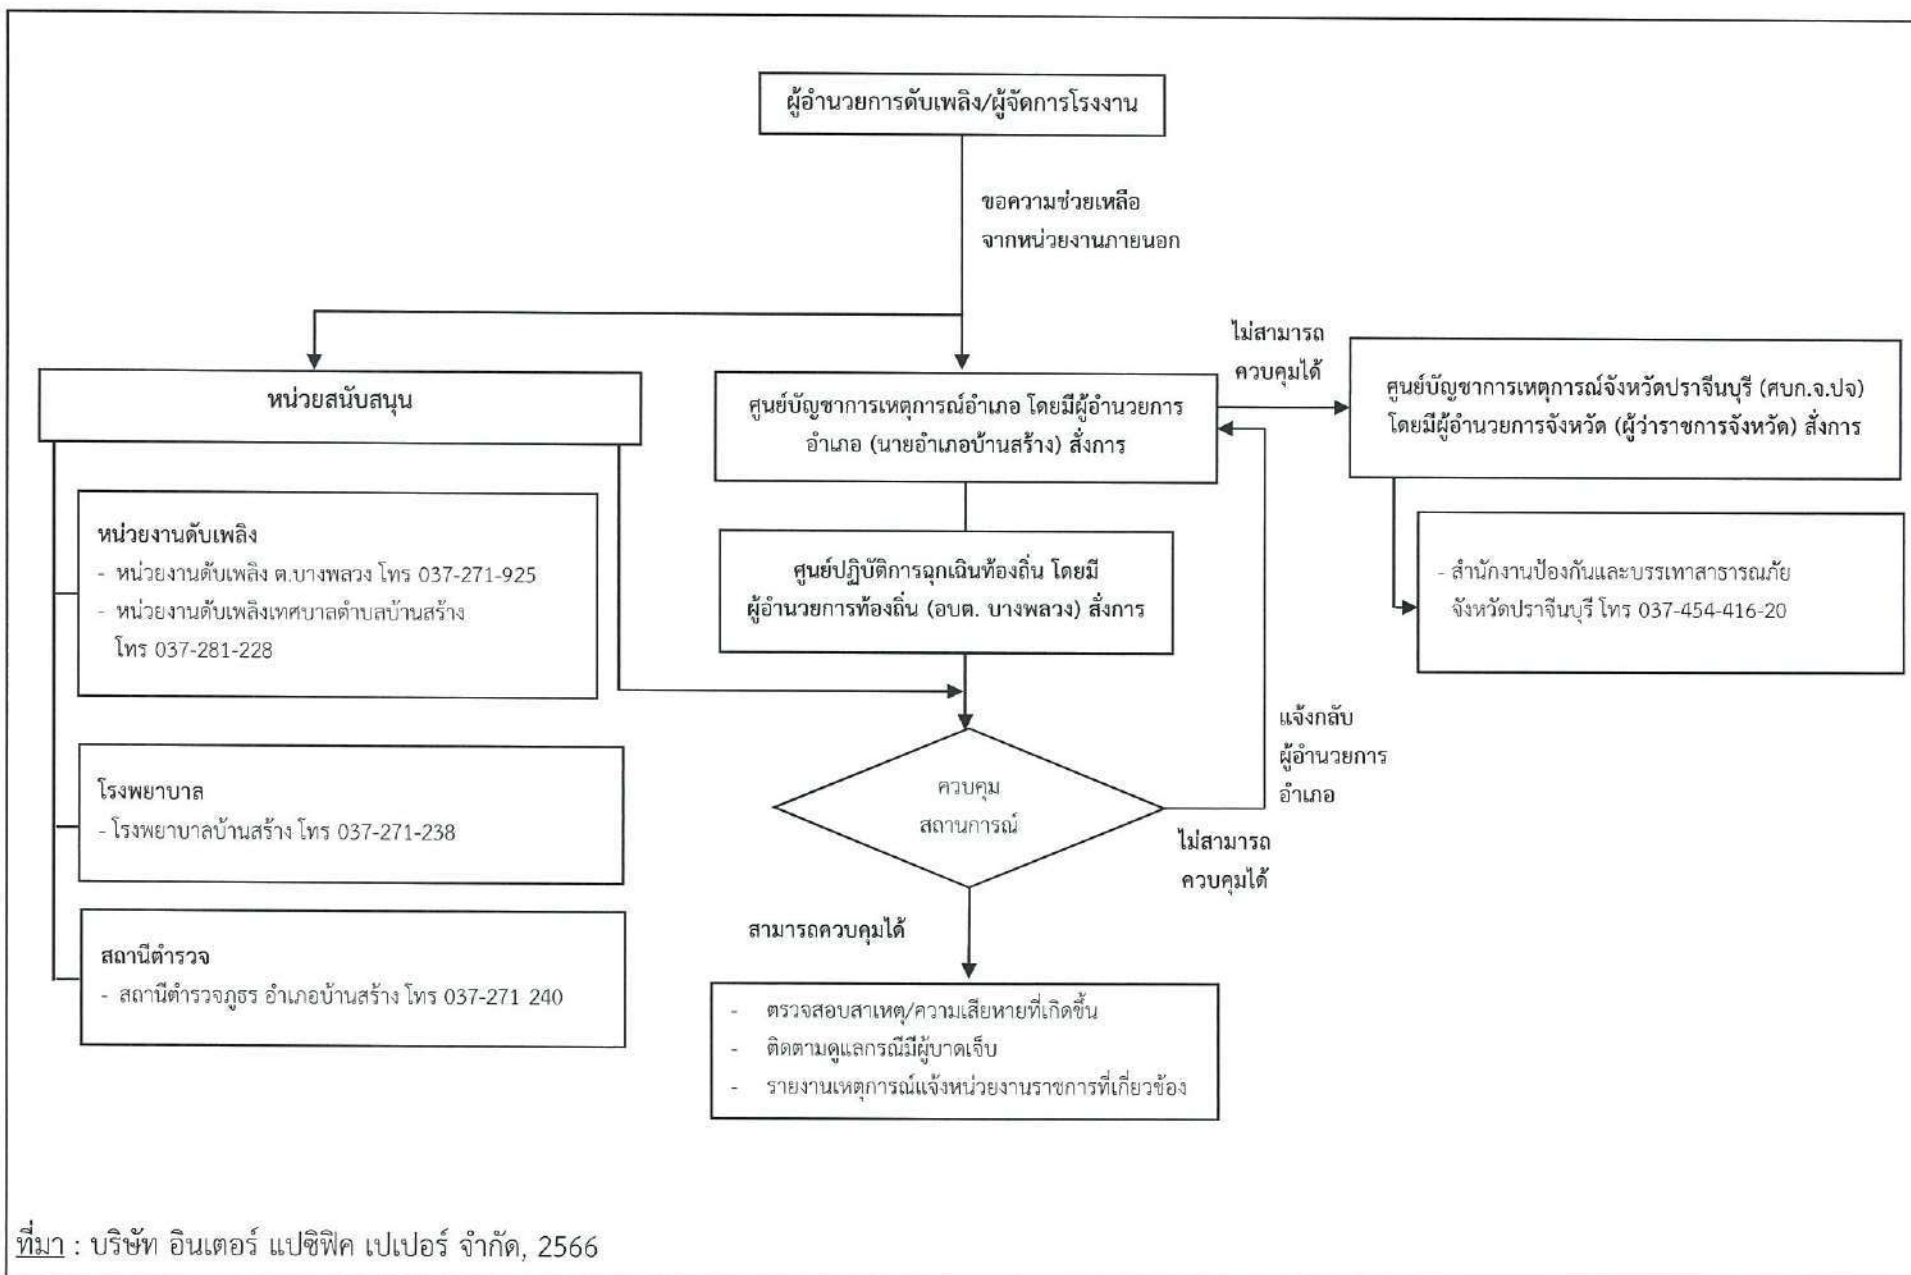 ผู้อำนวยการดับเพลิง/ผู้จัดการโรงงาน
ขอความช่วยเหลือ
จากหน่วยงานภายนอก
หน่วยสนับสนุน
หน่วยงานดับเพลิง
- หน่วยงานดับเพลิง ต.บางพลวง โทร 037-271-925
- หน่วยงานดับเพลิงเทศบาลตำบลบ้านสร้าง
โทร 037-281-228
โรงพยาบาล
- โรงพยาบาลบ้านสร้าง โทร 037-271-238
สถานีตำรวจ
- สถานีตำรวจภูธร อำเภอบ้านสร้าง โทร 037-271 240
ศูนย์บัญชาการเหตุการณ์อำเภอ โดยมีผู้อำนวยการ
อำเภอ (นายอำเภอบ้านสร้าง) สั่งการ
ศูนย์ปฏิบัติการฉุกเฉินท้องถิ่น โดยมี
ผู้อำนวยการท้องถิ่น (อบต. บางพลวง) สั่งการ
ควบคุม
สถานการณ์
สามารถควบคุมได้
- ตรวจสอบสาเหตุ/ความเสียหายที่เกิดขึ้น
- ติดตามดูแลกรณีมีผู้บาดเจ็บ
- รายงานเหตุการณ์แจ้งหน่วยงานราชการที่เกี่ยวข้อง
ไม่สามารถ
ควบคุมได้
แจ้งกลับ
ผู้อำนวยการ
อำเภอ
ไม่สามารถ
ควบคุมได้
ศูนย์บัญชาการเหตุการณ์จังหวัดปราจีนบุรี (ศบก.จ.ปจ)
โดยมีผู้อำนวยการจังหวัด (ผู้ว่าราชการจังหวัด) สั่งการ
- สำนักงานป้องกันและบรรเทาสาธารณภัย
จังหวัดปราจีนบุรี โทร 037-454-416-20
ที่มา : บริษัท อินเตอร์ แปซิฟิค เปเปอร์ จำกัด, 2566